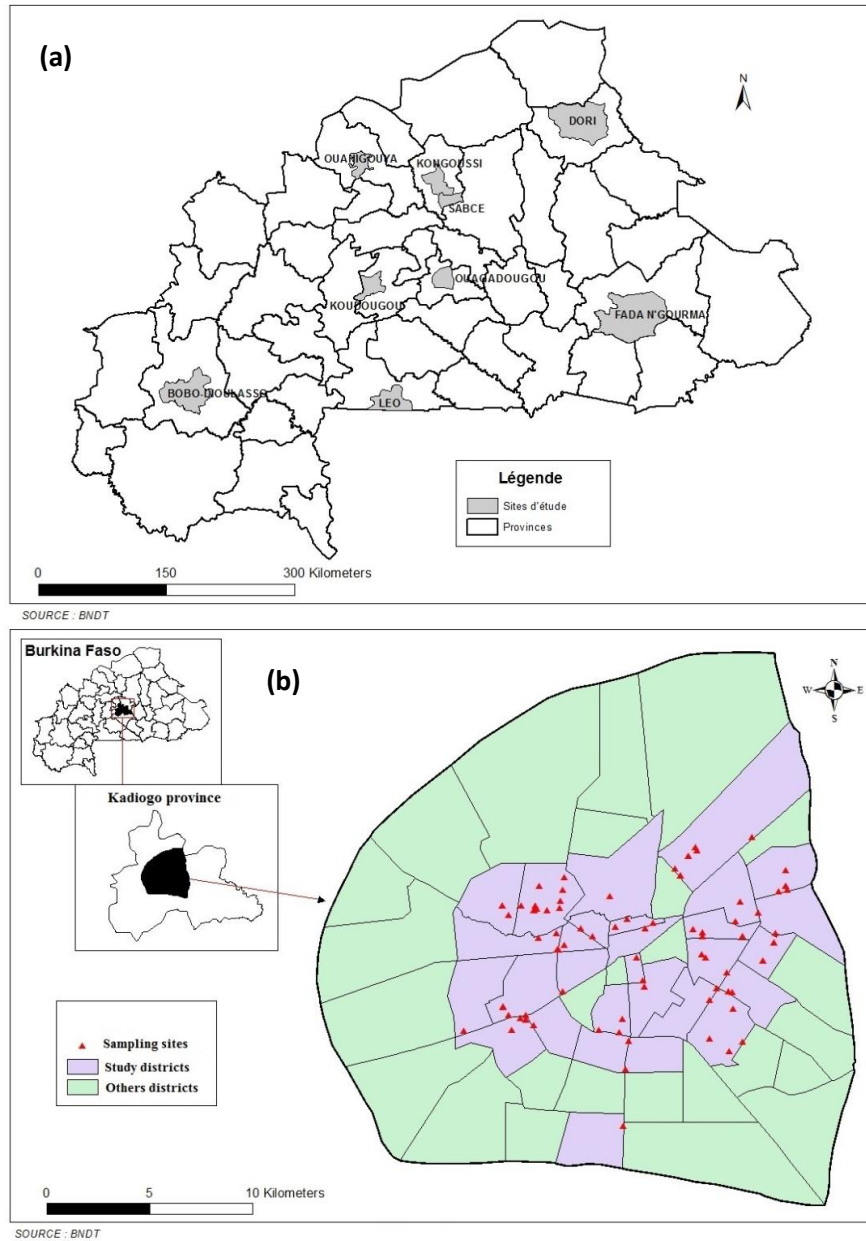 (a)
N
DORI
OUAHIGOUYA
KONGOUSSI
SABCE
OUAGADOUGOU
KOUDOUGOU
FADA N'GOURMA
BOBO-DIOULASSO
LEO
Légende
Sites d'étude
Provinces
0 150 300 Kilometers
SOURCE : BNDT
Burkina Faso
(b)
N
W E
S
Kadiogo province
Sampling sites
Study districts
Others districts
0 5 10 Kilometers
SOURCE : BNDT